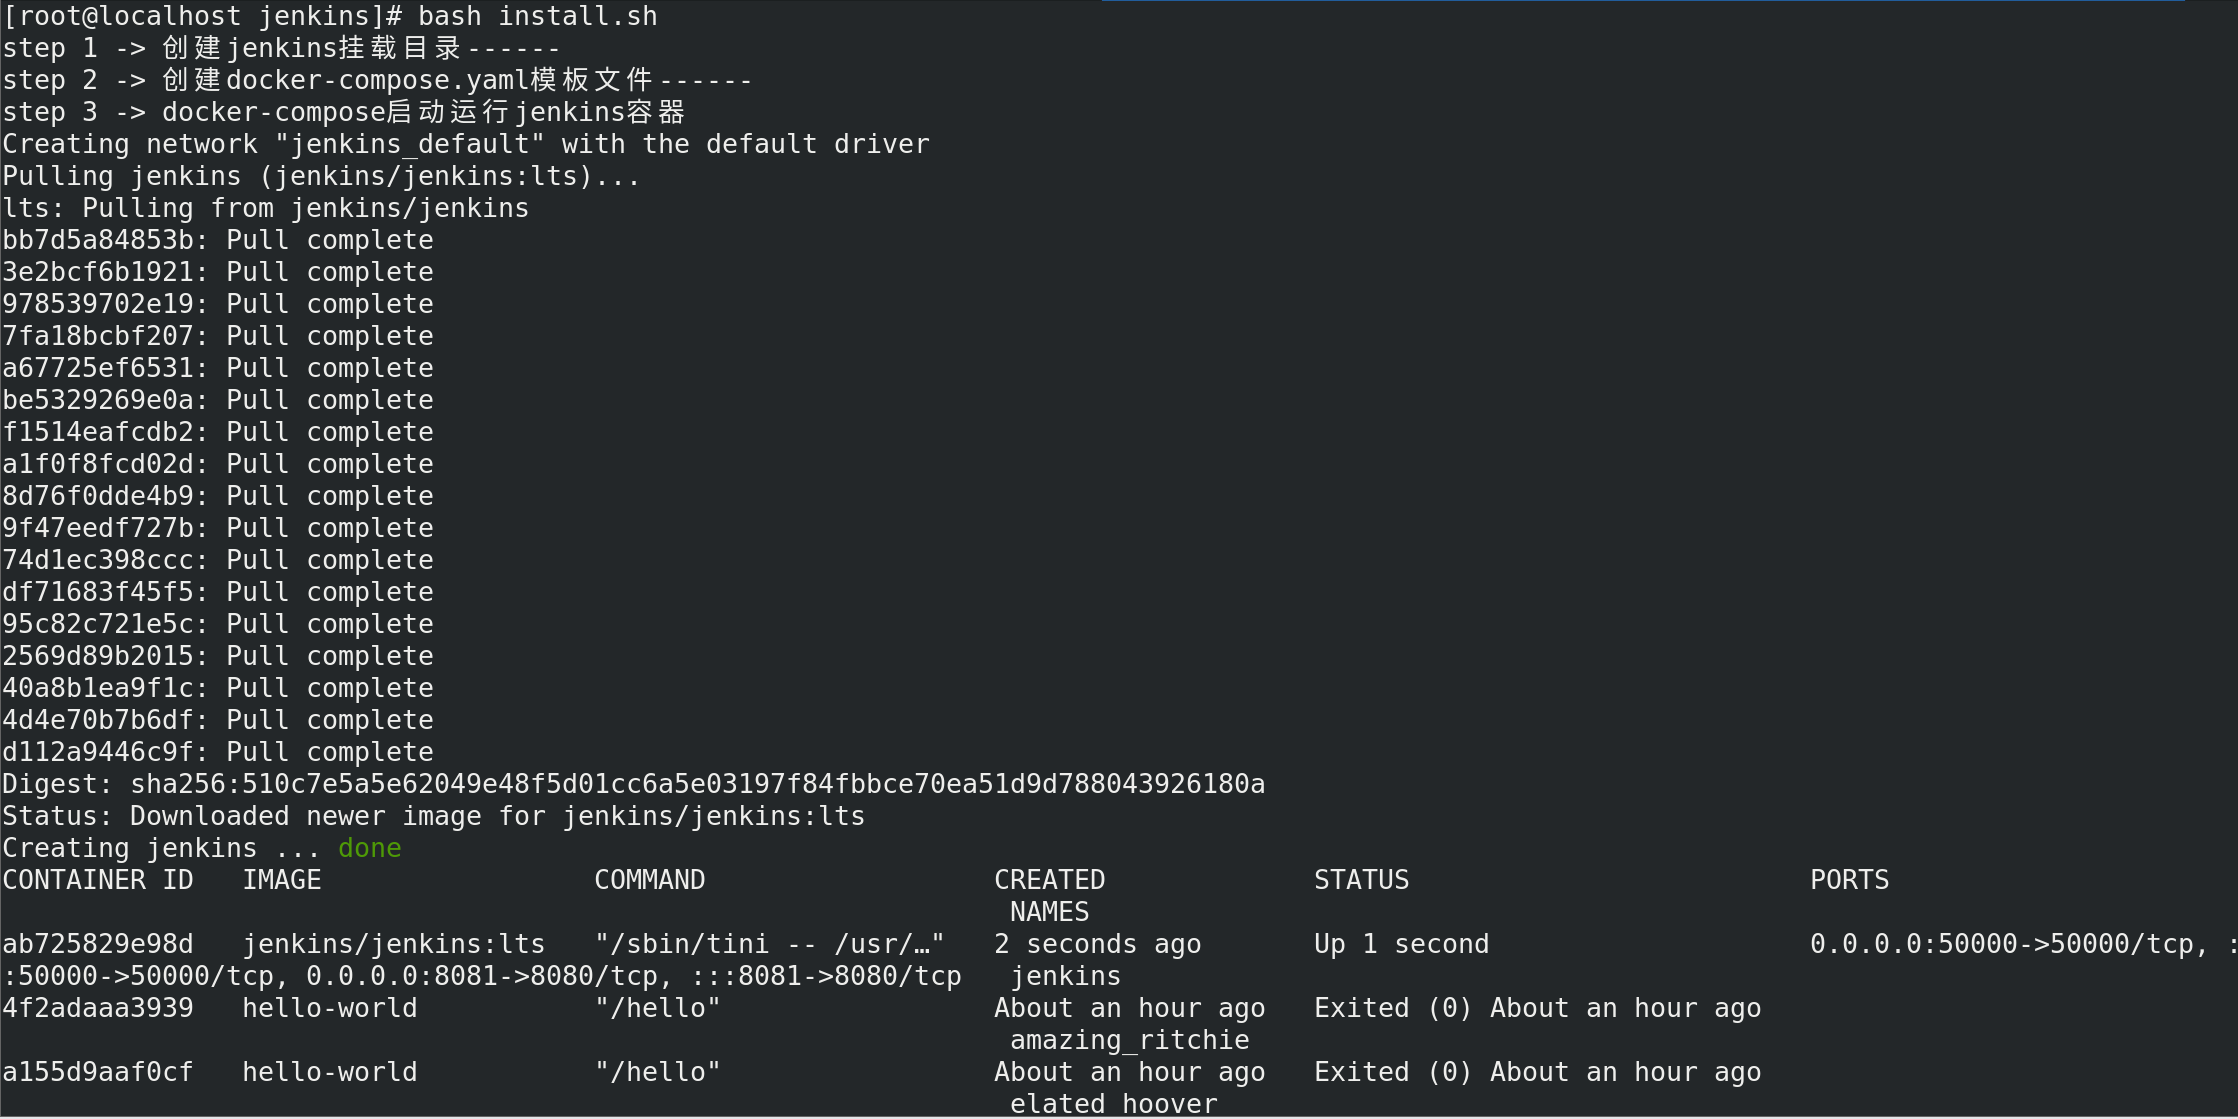 [root@localhost jenkins]# bash install.sh
step 1 -> 创建jenkins挂载目录------
step 2 -> 创建docker-compose.yaml模板文件------
step 3 -> docker-compose启动运行jenkins容器
Creating network "jenkins_default" with the default driver
Pulling jenkins (jenkins/jenkins:lts)...
lts: Pulling from jenkins/jenkins
bb7d5a84853b: Pull complete
3e2bcf6b1921: Pull complete
978539702e19: Pull complete
7fa18bcbf207: Pull complete
a67725ef6531: Pull complete
be5329269e0a: Pull complete
f1514eafcdb2: Pull complete
a1f0f8fcd02d: Pull complete
8d76f0dde4b9: Pull complete
9f47eedf727b: Pull complete
74d1ec398ccc: Pull complete
df71683f45f5: Pull complete
95c82c721e5c: Pull complete
2569d89b2015: Pull complete
40a8b1ea9f1c: Pull complete
4d4e70b7b6df: Pull complete
d112a9446c9f: Pull complete
Digest: sha256:510c7e5a5e62049e48f5d01cc6a5e03197f84fbbce70ea51d9d788043926180a
Status: Downloaded newer image for jenkins/jenkins:lts
Creating jenkins ... done
CONTAINER ID   IMAGE                 COMMAND                  CREATED             STATUS                         PORTS
NAMES
ab725829e98d   jenkins/jenkins:lts   "/sbin/tini -- /usr/…"   2 seconds ago       Up 1 second                    0.0.0.0:50000->50000/tcp, :
:50000->50000/tcp, 0.0.0.0:8081->8080/tcp, :::8081->8080/tcp   jenkins
4f2adaaa3939   hello-world           "/hello"                 About an hour ago   Exited (0) About an hour ago
amazing_ritchie
a155d9aaf0cf   hello-world           "/hello"                 About an hour ago   Exited (0) About an hour ago
elated_hoover